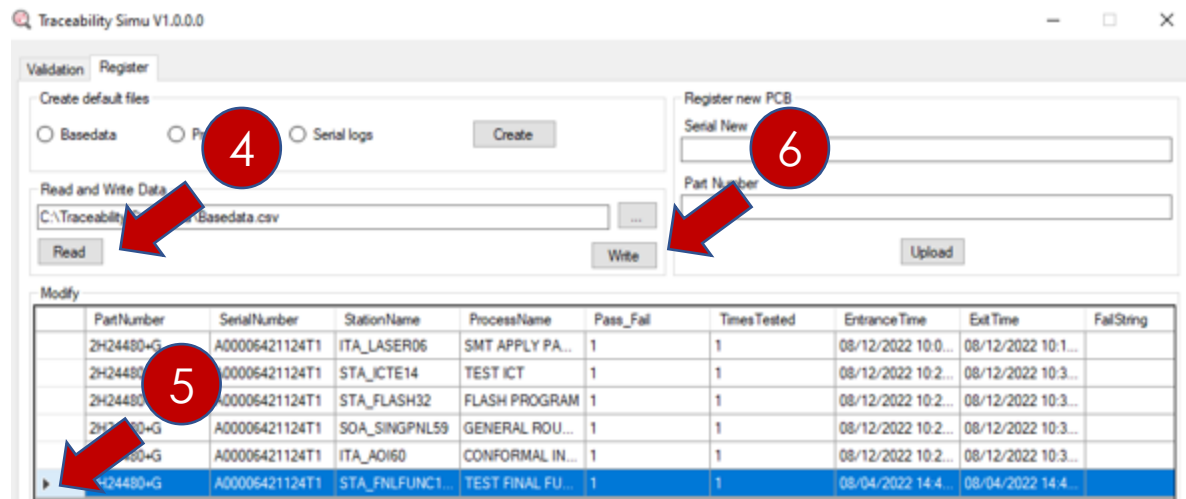 Traceability Simu V1.0.0.0
Validation Register
Create default files
Basedata Serial logs Create
4
Read and Write Data
C:\Traceability \Basedata.csv ...
Read Write
Register new PCB
Serial New
6
Part Number
Upload
Modify
PartNumber SerialNumber StationName ProcessName Pass_Fail TimesTested EntranceTime ExitTime FailString
2H24480+G A00006421124T1 ITA_LASER06 SMT APPLY PA... 1 1 08/12/2022 10:0... 08/12/2022 10:1...
2H24480 A00006421124T1 STA_ICTE14 TEST ICT 1 1 08/12/2022 10:2... 08/12/2022 10:3...
5
2H24480 A00006421124T1 STA_FLASH32 FLASH PROGRAM 1 1 08/12/2022 10:2... 08/12/2022 10:3...
A00006421124T1 SOA_SINGPNL59 GENERAL ROU... 1 1 08/12/2022 10:2... 08/12/2022 10:3...
A00006421124T1 ITA_AOI60 CONFORMAL IN... 1 1 08/12/2022 10:2... 08/12/2022 10:3...
H24480+G A00006421124T1 STA_FNLFUNC1... TEST FINAL FU... 1 1 08/04/2022 14:4... 08/04/2022 14:4...